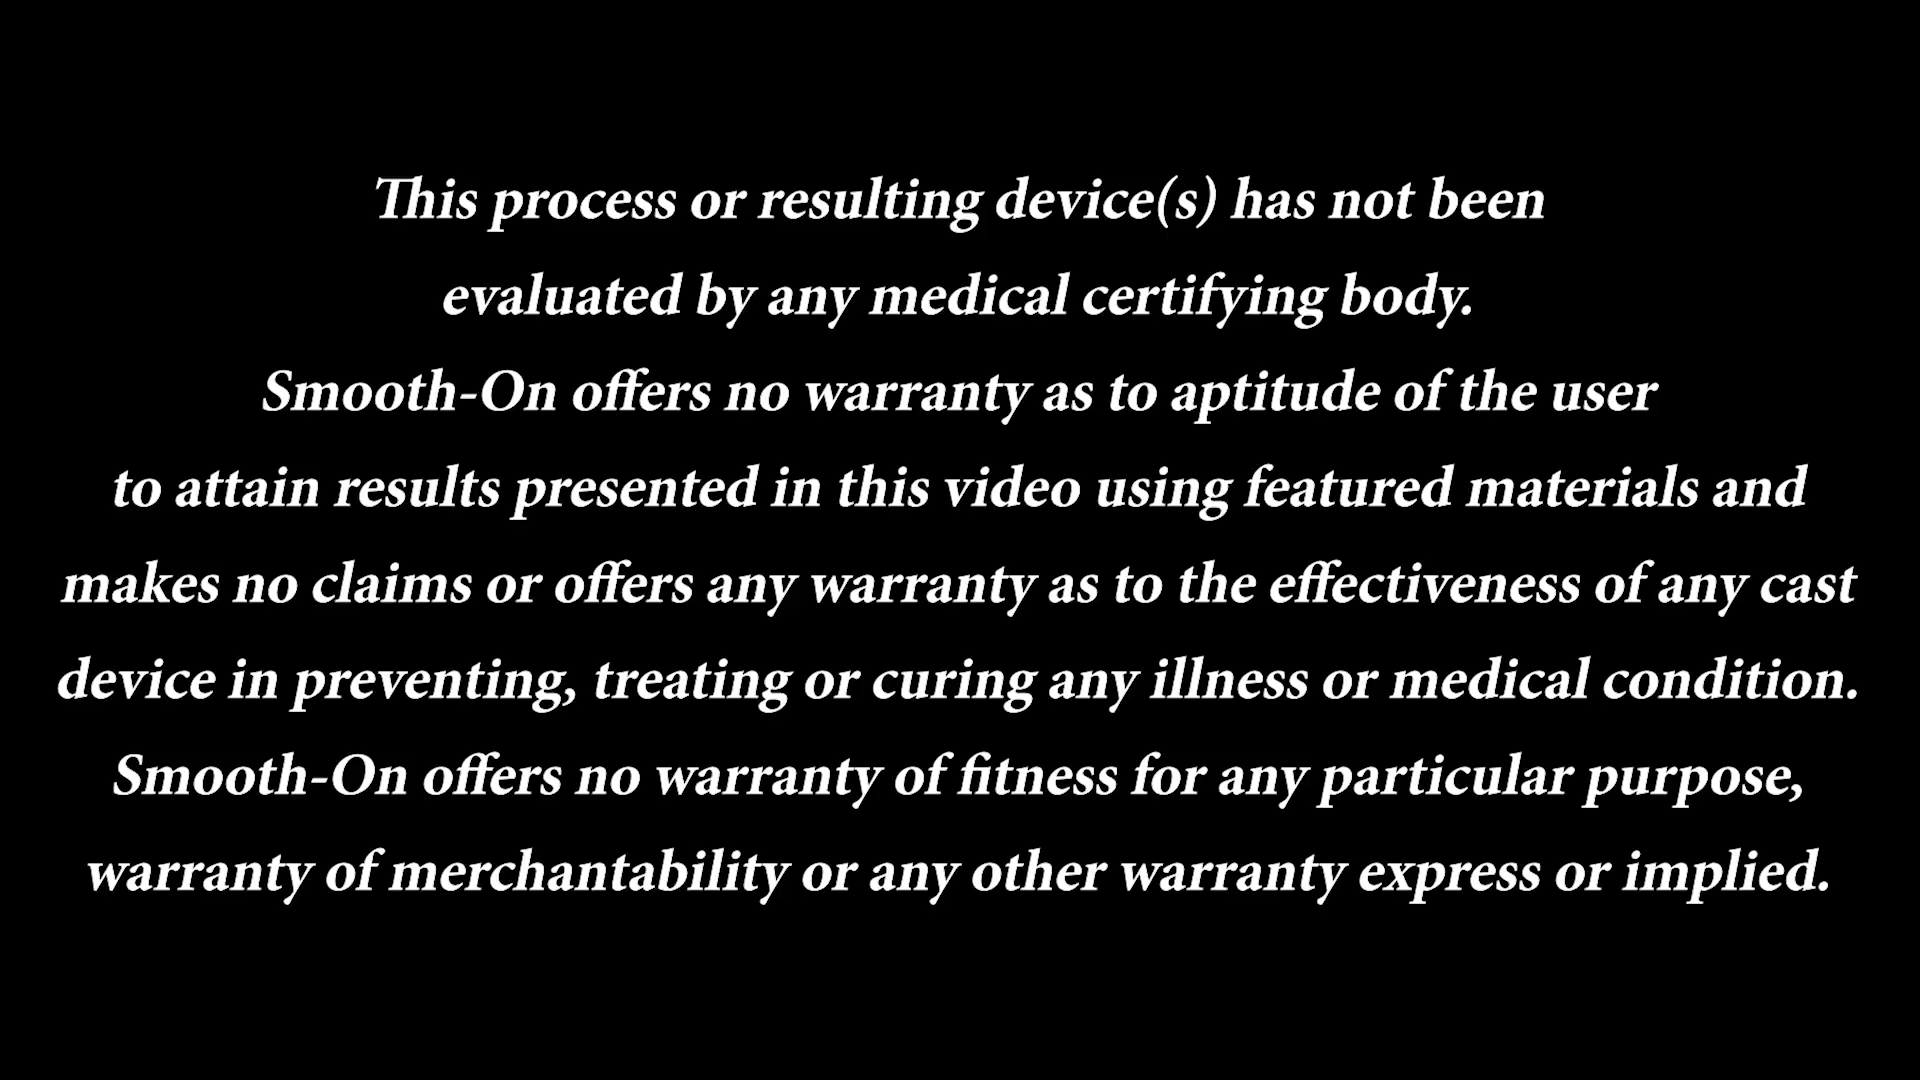 This process or resulting device(s) has not been
evaluated by any medical certifying body.
Smooth-On offers no warranty as to aptitude of the user
to attain results presented in this video using featured materials and
makes no claims or offers any warranty as to the effectiveness of any cast
device in preventing, treating or curing any illness or medical condition.
Smooth-On offers no warranty of fitness for any particular purpose,
warranty of merchantability or any other warranty express or implied.